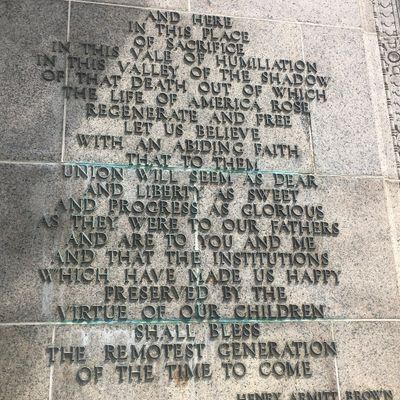 AND HERE
IN THIS PLACE
OF SACRIFICE
IN THIS VALE OF HUMILIATION
IN THIS VALLEY OF THE SHADOW
OF THAT DEATH OUT OF WHICH
THE LIFE OF AMERICA ROSE
REGENERATE AND FREE
LET US BELIEVE
WITH AN ABIDING FAITH
THAT TO THEM
UNION WILL SEEM AS DEAR
AND LIBERTY AS SWEET
AND PROGRESS AS GLORIOUS
AS THEY WERE TO OUR FATHERS
AND ARE TO YOU AND ME
AND THAT THE INSTITUTIONS
WHICH HAVE MADE US HAPPY
PRESERVED BY THE
VIRTUE OF OUR CHILDREN
SHALL BLESS
THE REMOTEST GENERATION
OF THE TIME TO COME
HENRY ARMITT BROWN